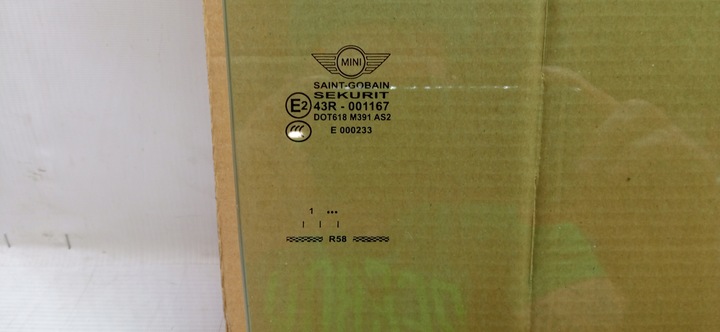 MINI
SAINT-GOBAIN
SEKURIT
E2 43R - 001167
DOT618 M391 AS2
E 000233
1 •••
R58